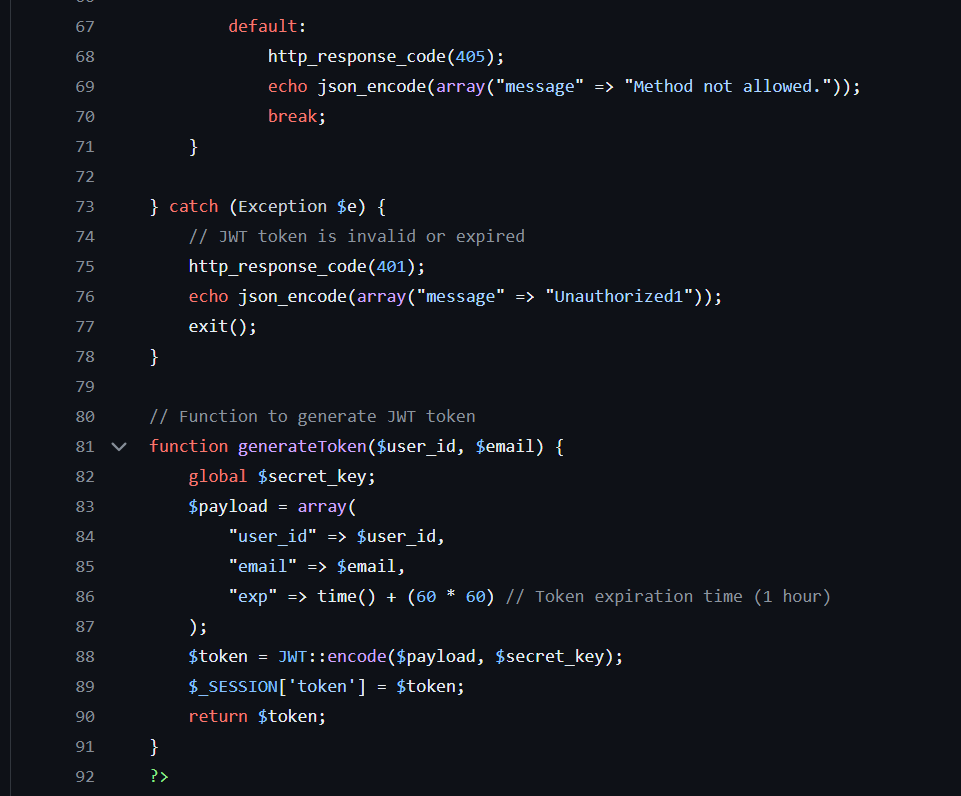 67 default:
68 http_response_code(405);
69 echo json_encode(array("message" => "Method not allowed."));
70 break;
71 }
72
73 } catch (Exception $e) {
74 // JWT token is invalid or expired
75 http_response_code(401);
76 echo json_encode(array("message" => "Unauthorized1"));
77 exit();
78 }
79
80 // Function to generate JWT token
81 function generateToken($user_id, $email) {
82 global $secret_key;
83 $payload = array(
84 "user_id" => $user_id,
85 "email" => $email,
86 "exp" => time() + (60 * 60) // Token expiration time (1 hour)
87 );
88 $token = JWT::encode($payload, $secret_key);
89 $_SESSION['token'] = $token;
90 return $token;
91 }
92 ?>